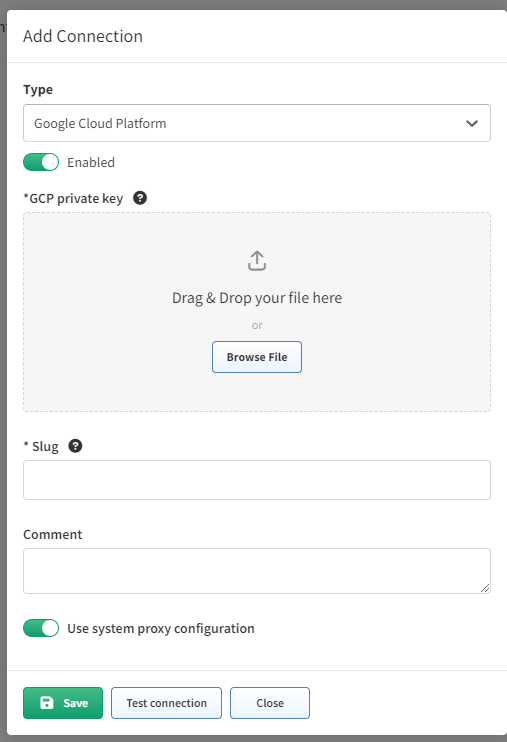 Add Connection
Type
Google Cloud Platform
Enabled
*GCP private key ?
Drag & Drop your file here
or
Browse File
* Slug ?
Comment
Use system proxy configuration
Save Test connection Close